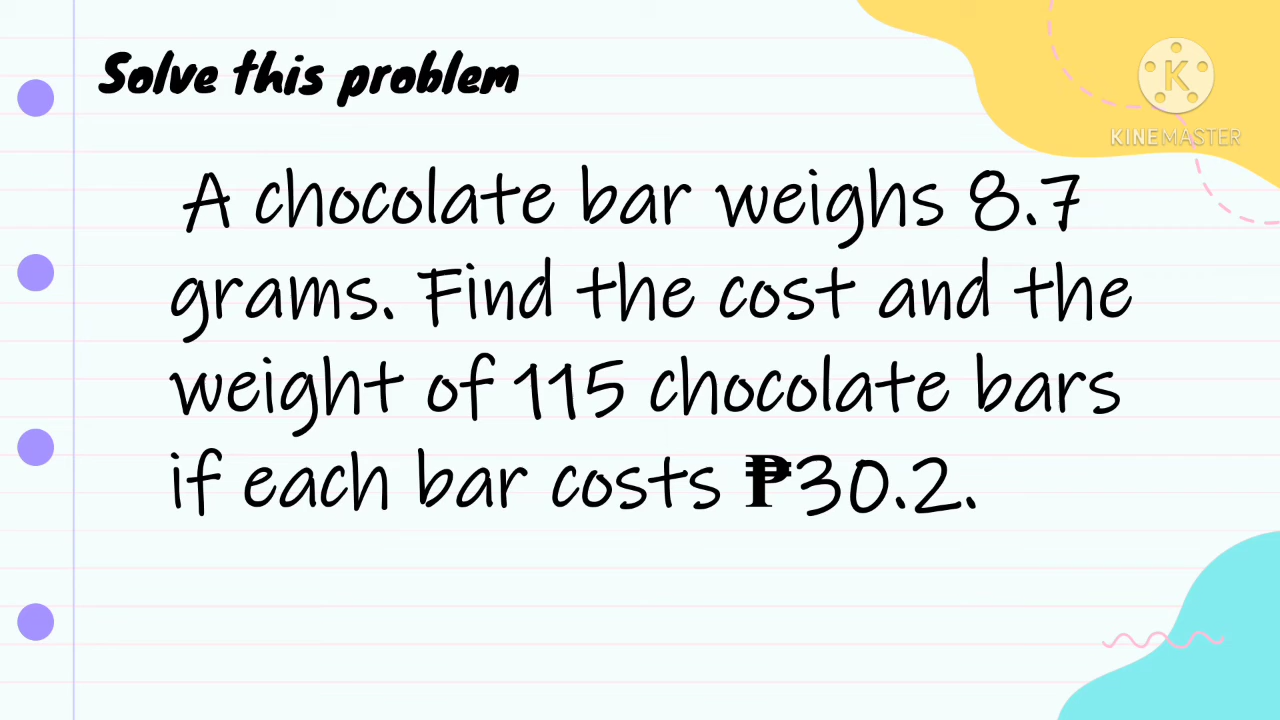 Solve this problem
K
KINEMASTER
A chocolate bar weighs 8.7
grams. Find the cost and the
weight of 115 chocolate bars
if each bar costs ₱30.2.